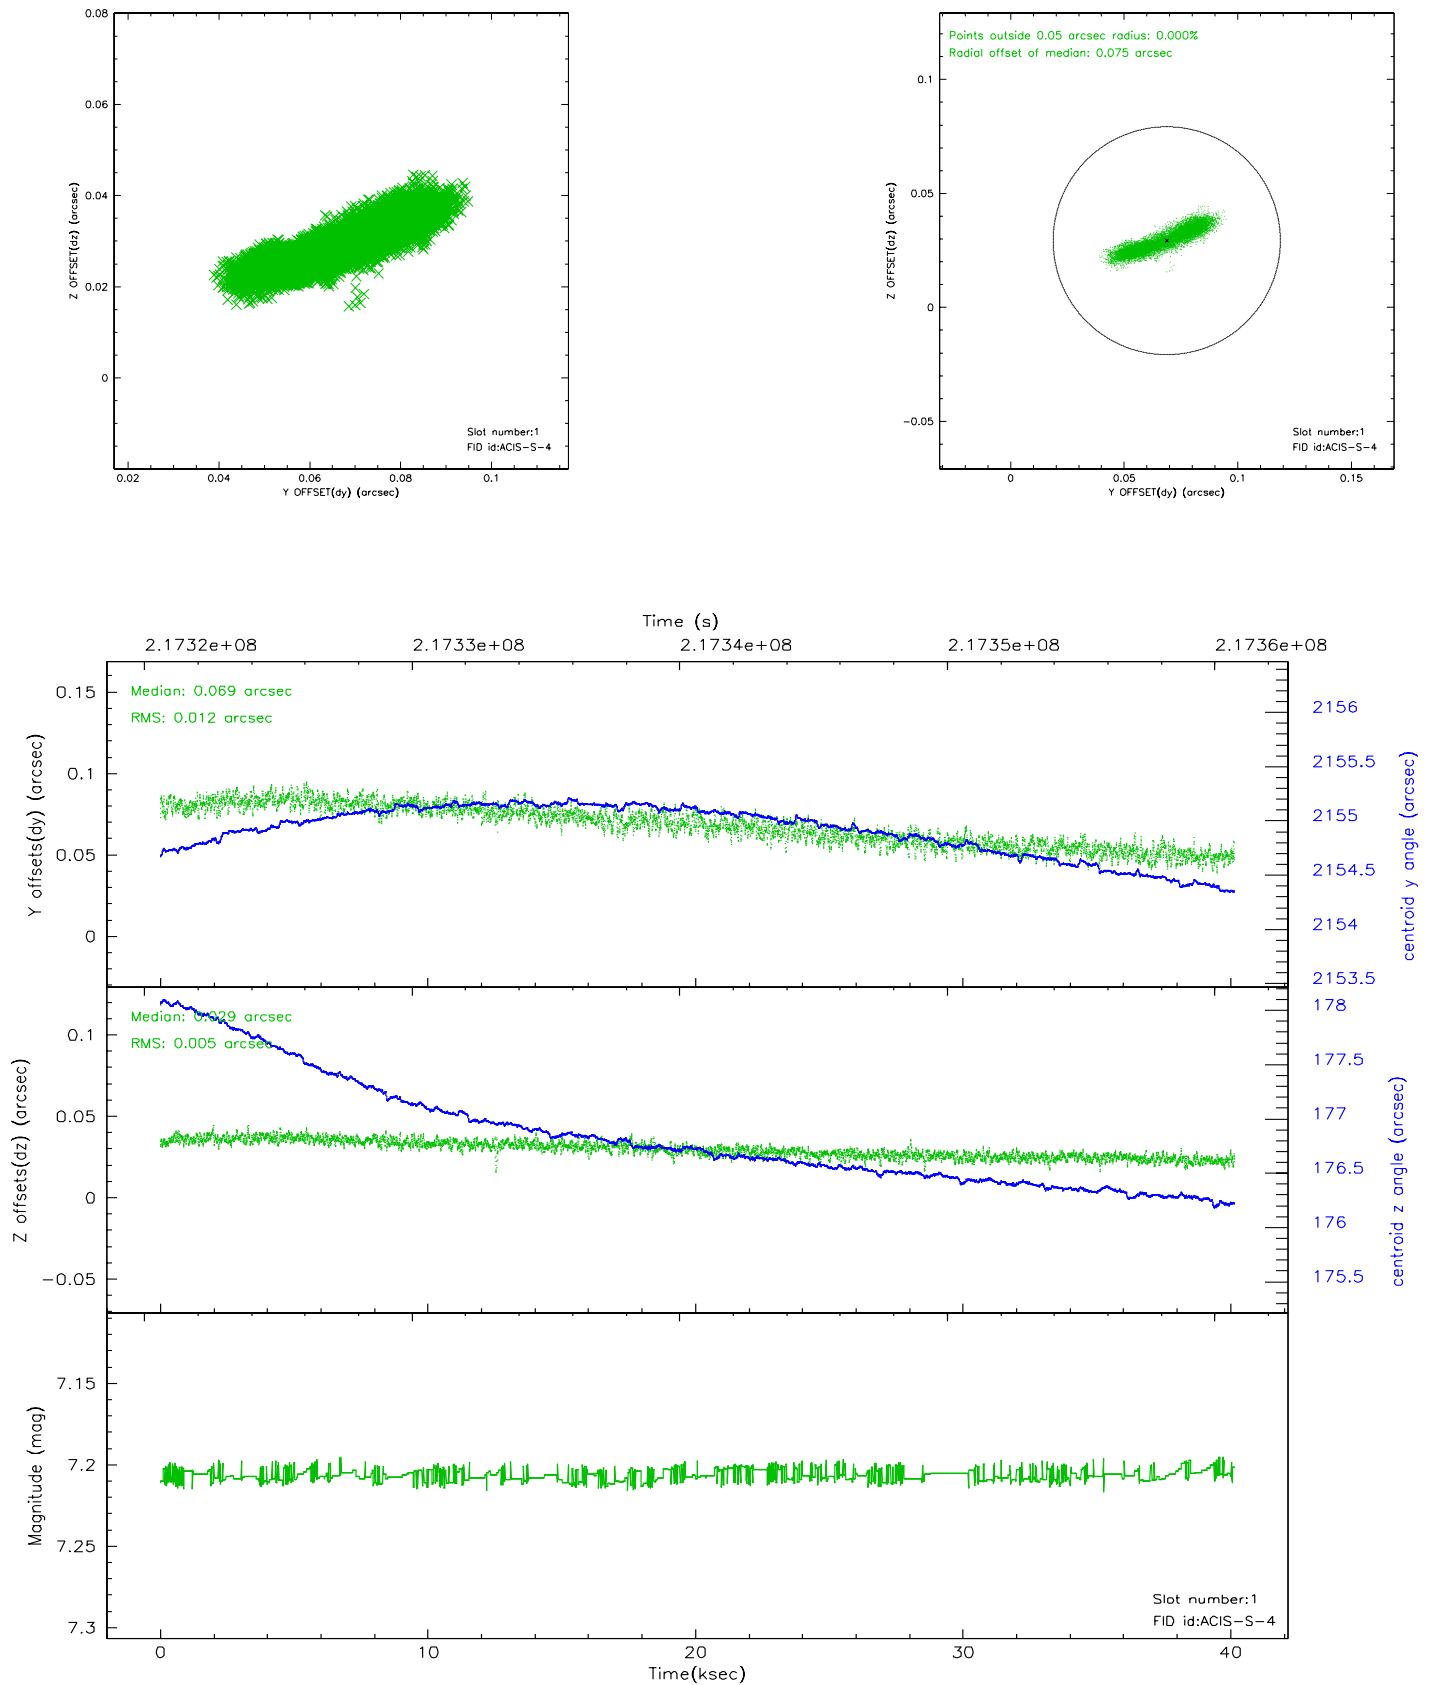 0.08
0.06
0.04
0.02
0
Z OFFSET(dz) (arcsec)
Slot number:1
FID id:ACIS-S-4
0.02 0.04 0.06 0.08 0.1
Y OFFSET(dy) (arcsec)
Points outside 0.05 arcsec radius: 0.000%
Radial offset of median: 0.075 arcsec
0.1
0.05
0
-0.05
Z OFFSET(dz) (arcsec)
Slot number:1
FID id:ACIS-S-4
0 0.05 0.1 0.15
Y OFFSET(dy) (arcsec)
Time (s)
2.1732e+08 2.1733e+08 2.1734e+08 2.1735e+08 2.1736e+08
Median: 0.069 arcsec
RMS: 0.012 arcsec
0.15
0.1
0.05
0
Y offsets(dy) (arcsec)
2156
2155.5
2155
2154.5
2154
2153.5
centroid y angle (arcsec)
Median: 0.029 arcsec
RMS: 0.005 arcsec
0.1
0.05
0
-0.05
Z offsets(dz) (arcsec)
178
177.5
177
176.5
176
175.5
centroid z angle (arcsec)
7.15
7.2
7.25
7.3
Magnitude (mag)
Slot number:1
FID id:ACIS-S-4
0 10 20 30 40
Time(ksec)